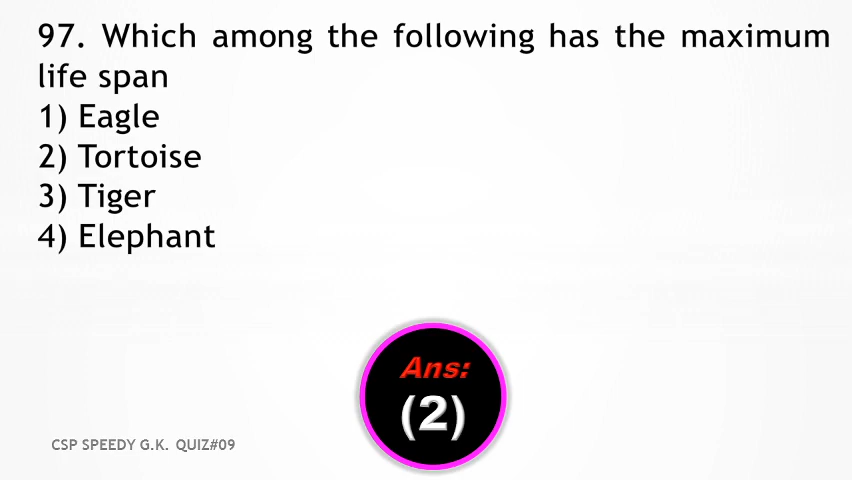 97. Which among the following has the maximum
life span
1) Eagle
2) Tortoise
3) Tiger
4) Elephant
Ans:
(2)
CSP SPEEDY G.K. QUIZ#09